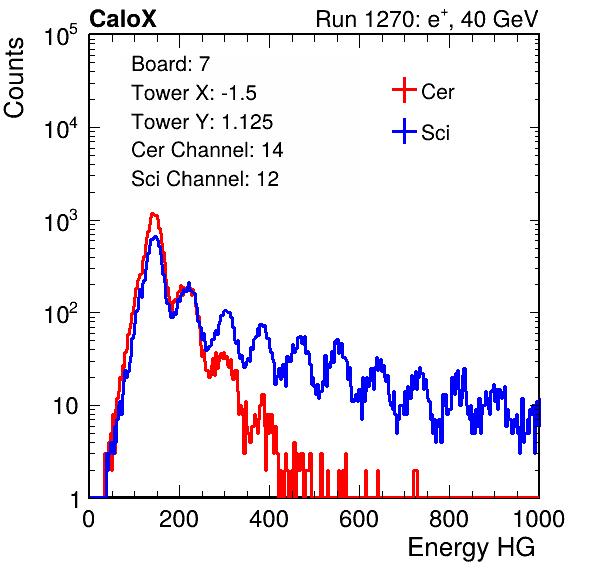 CaloX Run 1270: e⁺, 40 GeV
Counts
Board: 7
Tower X: -1.5
Tower Y: 1.125
Cer Channel: 14
Sci Channel: 12
Cer
Sci
10⁵
10⁴
10³
10²
10
1
0 200 400 600 800 1000
Energy HG